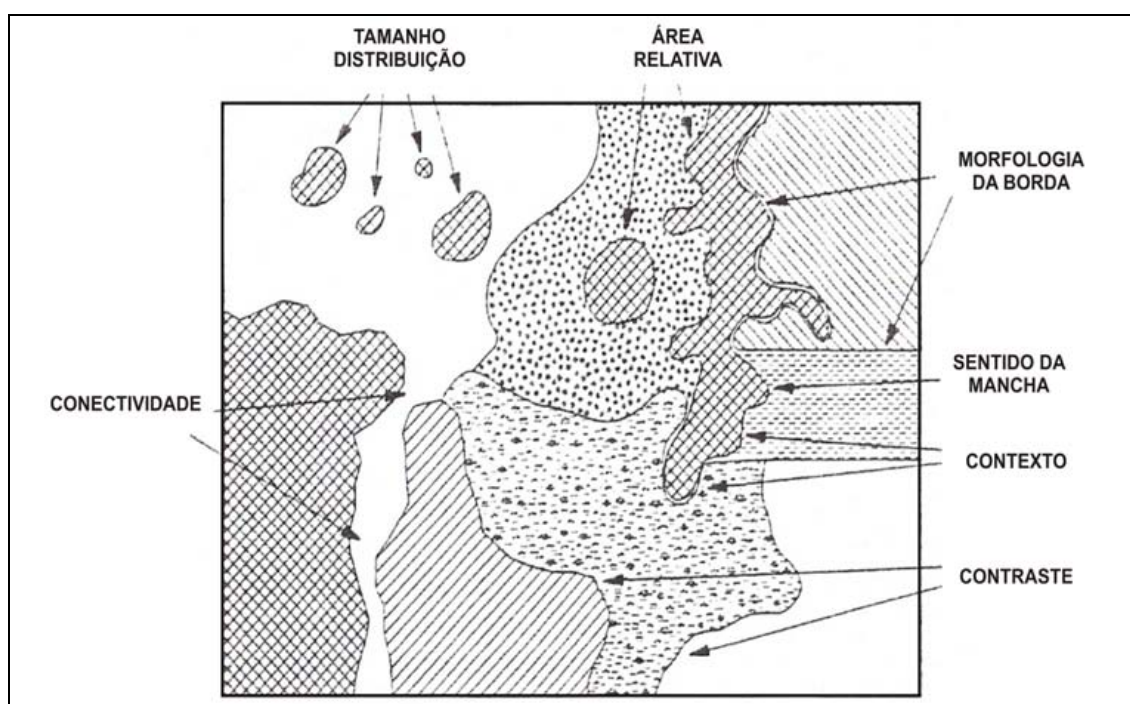 TAMANHO
DISTRIBUIÇÃO
ÁREA
RELATIVA
MORFOLOGIA
DA BORDA
SENTIDO DA
MANCHA
CONECTIVIDADE
CONTEXTO
CONTRASTE